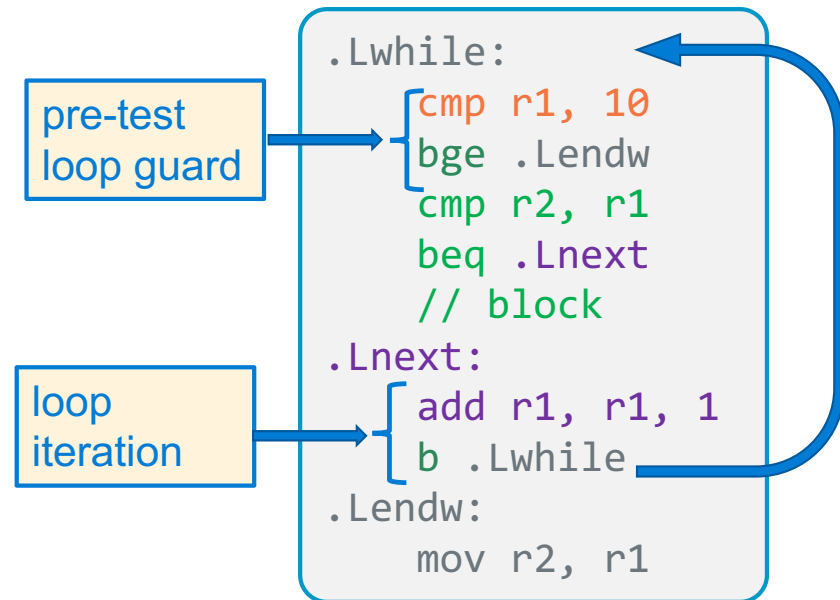 pre-test
loop guard
loop
iteration
.Lwhile:
    cmp r1, 10
    bge .Lendw
    cmp r2, r1
    beq .Lnext
    // block
.Lnext:
    add r1, r1, 1
    b .Lwhile
.Lendw:
    mov r2, r1